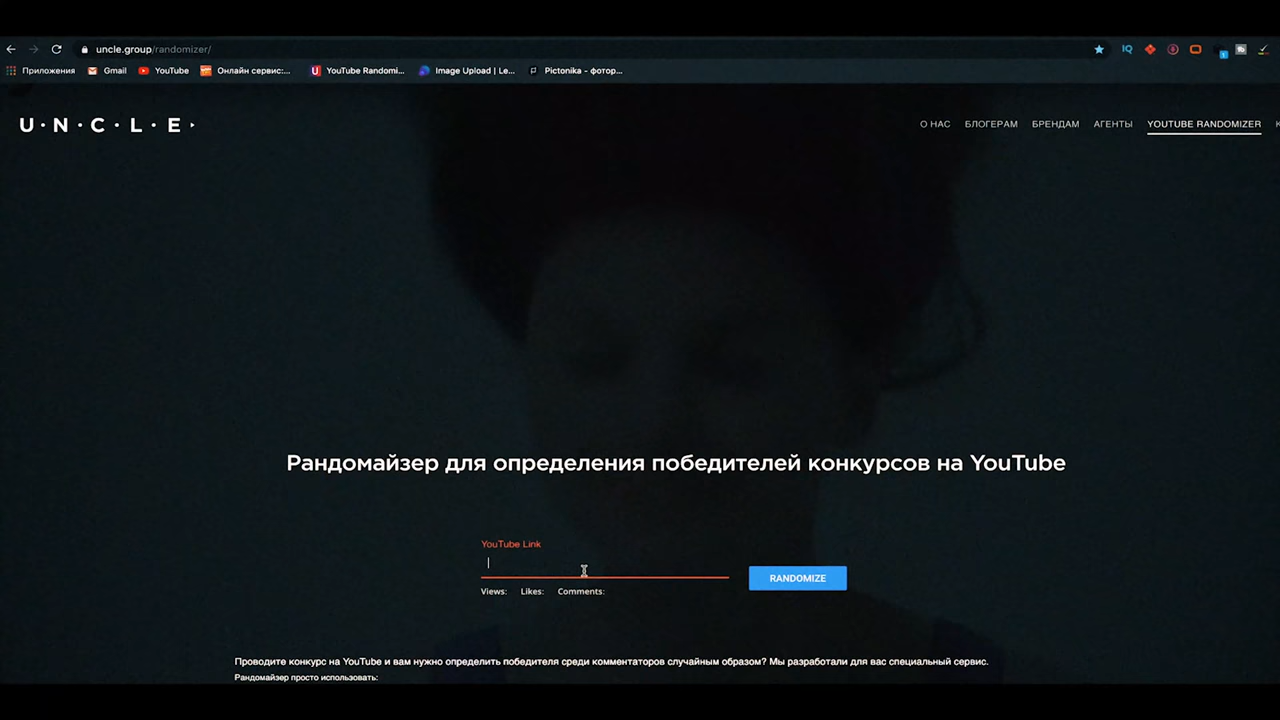 uncle.group/randomizer/
IQ
Приложения Gmail YouTube Онлайн сервис:... YouTube Randomi... Image Upload | Le... Pictonika - фотор...
U·N·C·L·E
О НАС БЛОГЕРАМ БРЕНДАМ АГЕНТЫ YOUTUBE RANDOMIZER
Рандомайзер для определения победителей конкурсов на YouTube
YouTube Link
RANDOMIZE
Views: Likes: Comments:
Проводите конкурс на YouTube и вам нужно определить победителя среди комментаторов случайным образом? Мы разработали для вас специальный сервис.
Рандомайзер просто использовать: